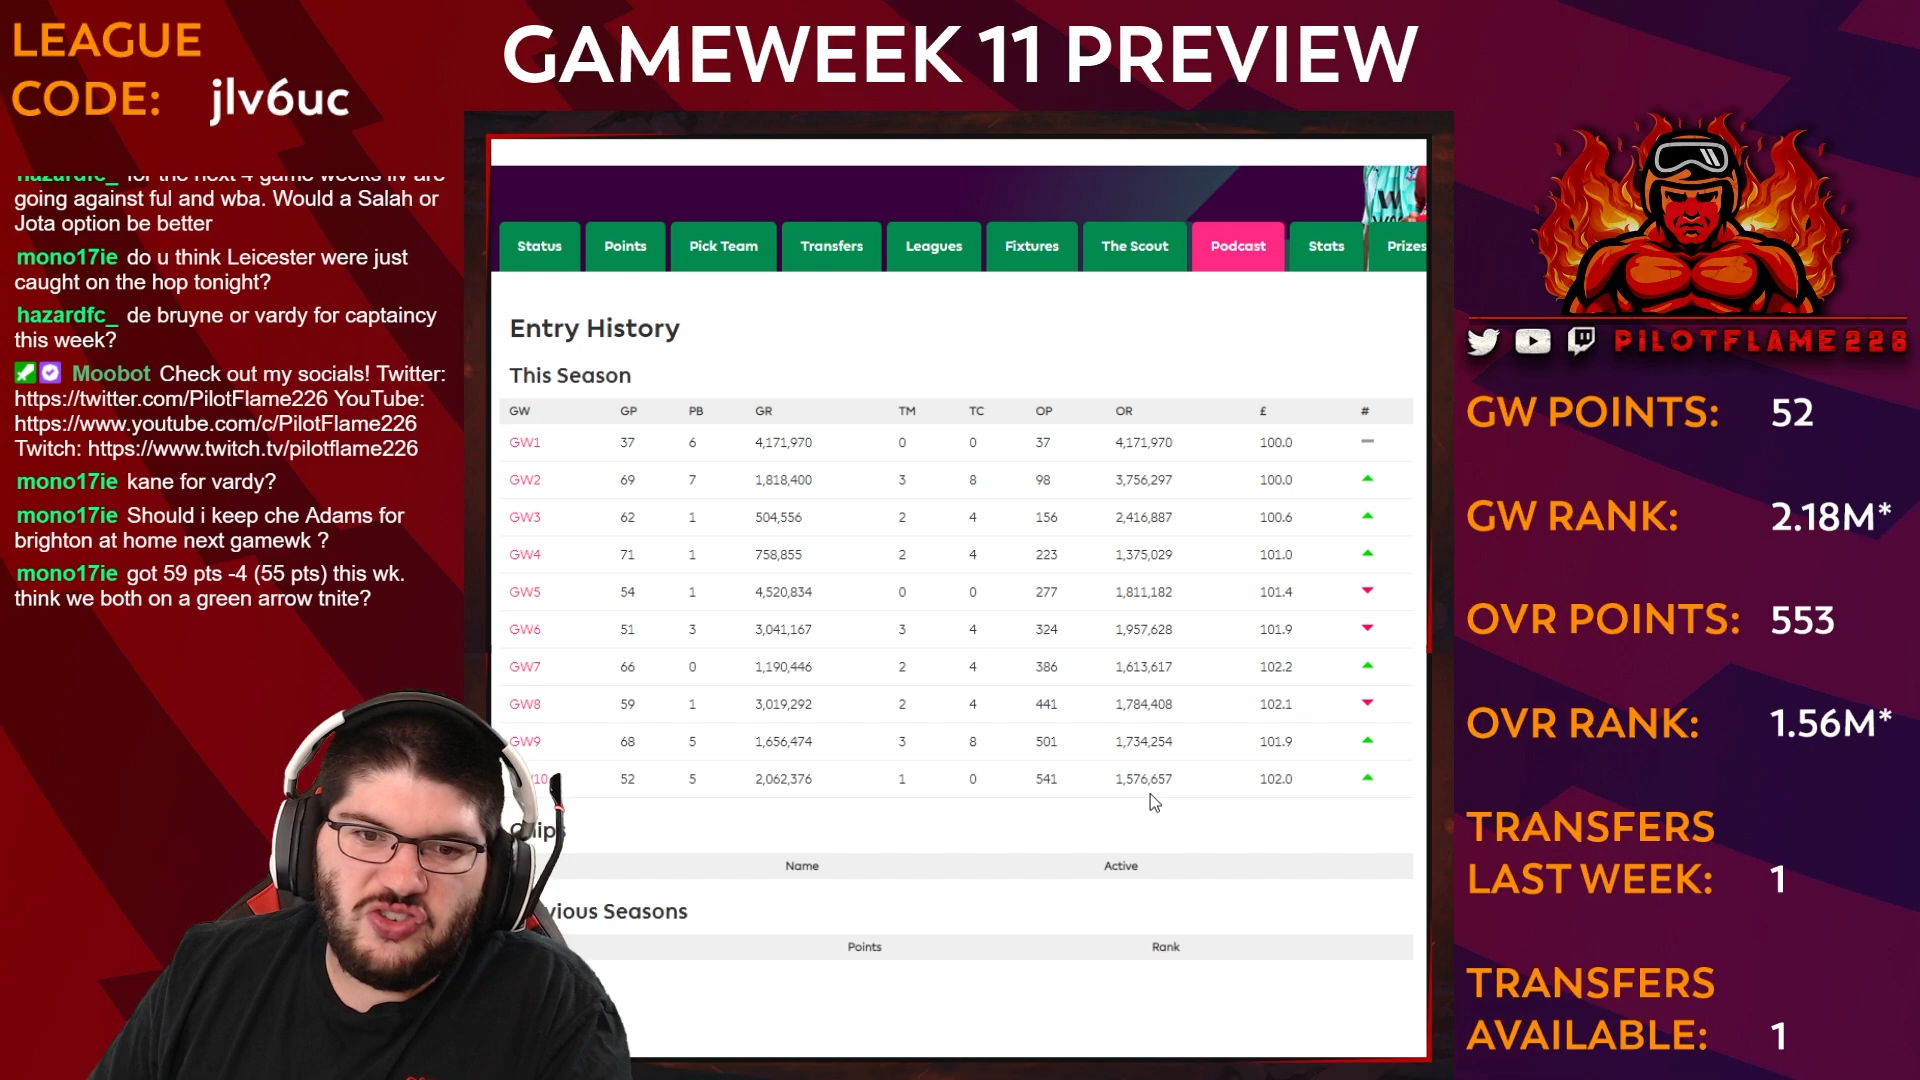 LEAGUE
CODE: jlv6uc
GAMEWEEK 11 PREVIEW
hazardfc_ for the next 4 game weeks liv are
going against ful and wba. Would a Salah or
Jota option be better
mono17ie do u think Leicester were just
caught on the hop tonight?
hazardfc_ de bruyne or vardy for captaincy
this week?
Moobot Check out my socials! Twitter:
https://twitter.com/PilotFlame226 YouTube:
https://www.youtube.com/c/PilotFlame226
Twitch: https://www.twitch.tv/pilotflame226
mono17ie kane for vardy?
mono17ie Should i keep che Adams for
brighton at home next gamewk ?
mono17ie got 59 pts -4 (55 pts) this wk.
think we both on a green arrow tnite?
Status Points Pick Team Transfers Leagues Fixtures The Scout Podcast Stats Prizes
Entry History
This Season
GW GP PB GR TM TC OP OR £ #
GW1 37 6 4,171,970 0 0 37 4,171,970 100.0
GW2 69 7 1,818,400 3 8 98 3,756,297 100.0
GW3 62 1 504,556 2 4 156 2,416,887 100.6
GW4 71 1 758,855 2 4 223 1,375,029 101.0
GW5 54 1 4,520,834 0 0 277 1,811,182 101.4
GW6 51 3 3,041,167 3 4 324 1,957,628 101.9
GW7 66 0 1,190,446 2 4 386 1,613,617 102.2
GW8 59 1 3,019,292 2 4 441 1,784,408 102.1
GW9 68 5 1,656,474 3 8 501 1,734,254 101.9
10 52 5 2,062,376 1 0 541 1,576,657 102.0
Chips
Name Active
vious Seasons
Points Rank
PILOTFLAME226
GW POINTS: 52
GW RANK: 2.18M*
OVR POINTS: 553
OVR RANK: 1.56M*
TRANSFERS
LAST WEEK: 1
TRANSFERS
AVAILABLE: 1